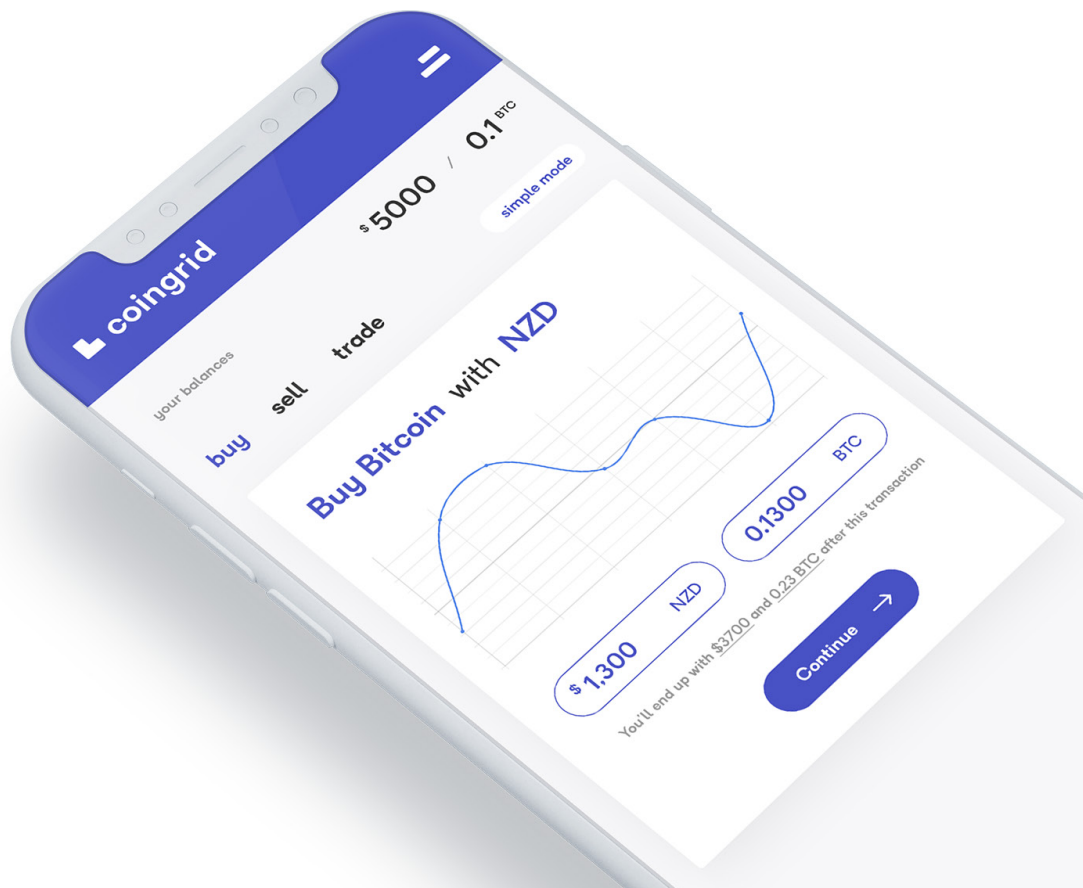 coingrid
your balances
$ 5000 / 0.1 BTC
buy sell trade
simple mode
Buy Bitcoin with NZD
$ 1,300 NZD
0.1300 BTC
You'll end up with $3700 and 0.23 BTC after this transaction
Continue →